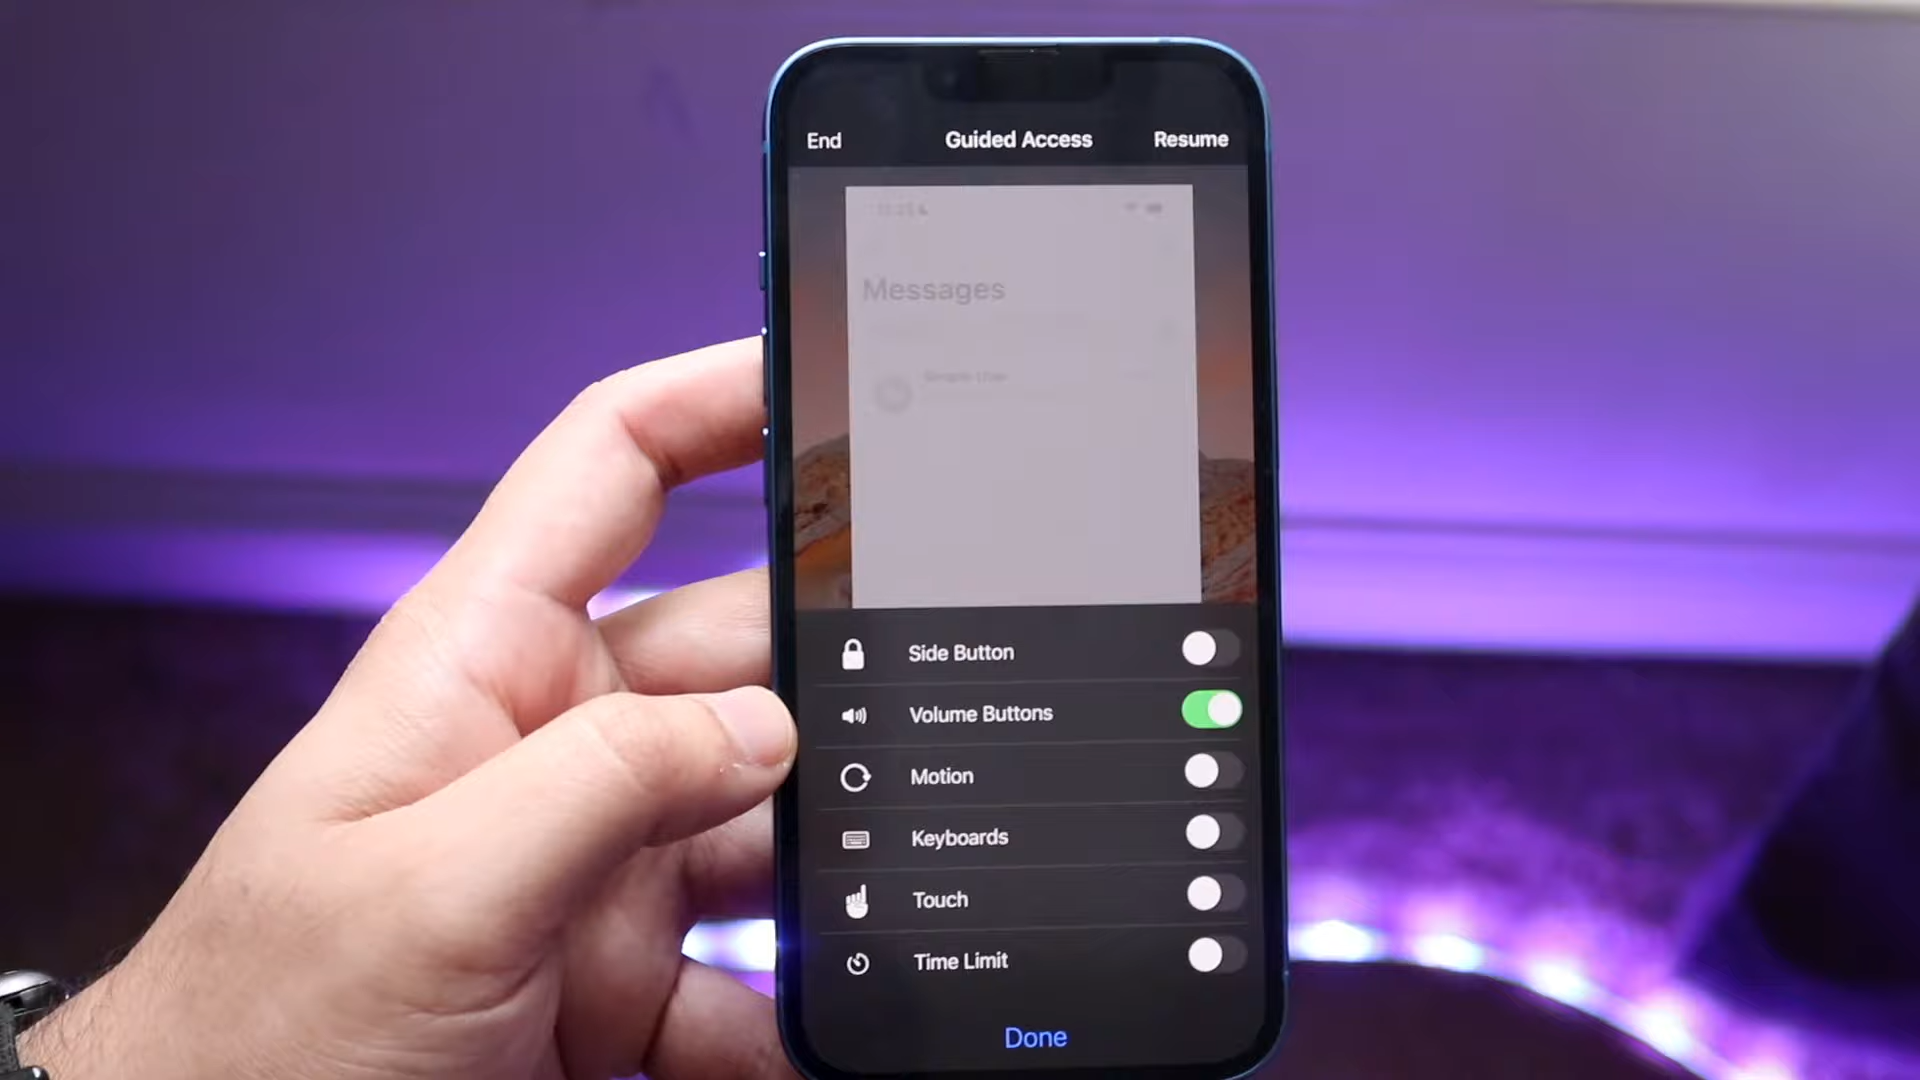 End Guided Access Resume
Messages
Side Button
Volume Buttons
Motion
Keyboards
Touch
Time Limit
Done